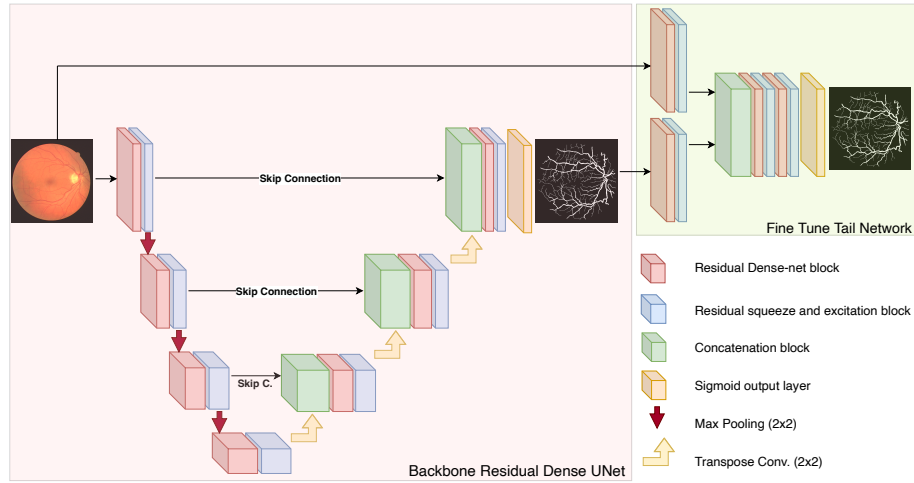 Skip Connection
Skip Connection
Skip C.
Backbone Residual Dense UNet
Fine Tune Tail Network
Residual Dense-net block
Residual squeeze and excitation block
Concatenation block
Sigmoid output layer
Max Pooling (2x2)
Transpose Conv. (2x2)